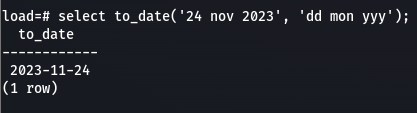 load=# select to_date('24 nov 2023', 'dd mon yyy');
to_date
------------
2023-11-24
(1 row)